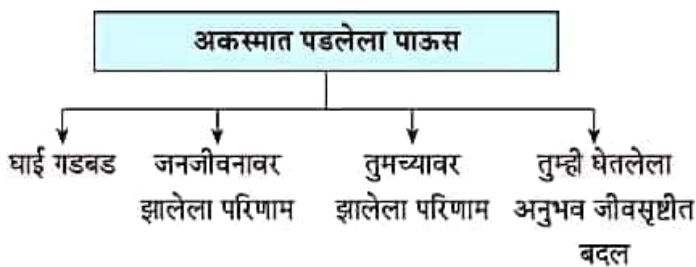 अकस्मात पडलेला पाऊस
घाई गडबड
जनजीवनावर
झालेला परिणाम
तुमच्यावर
झालेला परिणाम
तुम्ही घेतलेला
अनुभव जीवसृष्टीत
बदल